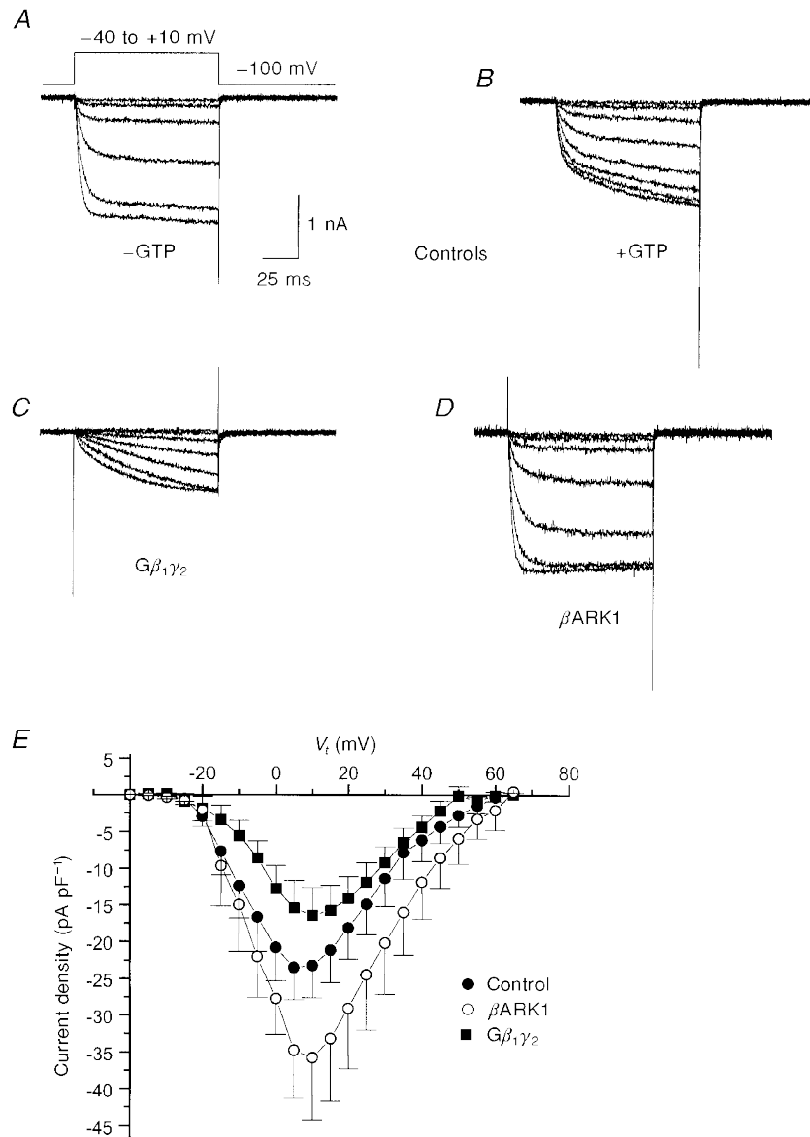 A
−40 to +10 mV
−100 mV
−GTP
1 nA
25 ms
B
Controls
+GTP
C
Gβ₁γ₂
D
βARK1
E
Vₜ (mV)
5
-20 0 20 40 60 80
-5
-10
-15
-20
-25
-30
-35
-40
-45
Current density (pA pF⁻¹)
Control
βARK1
Gβ₁γ₂